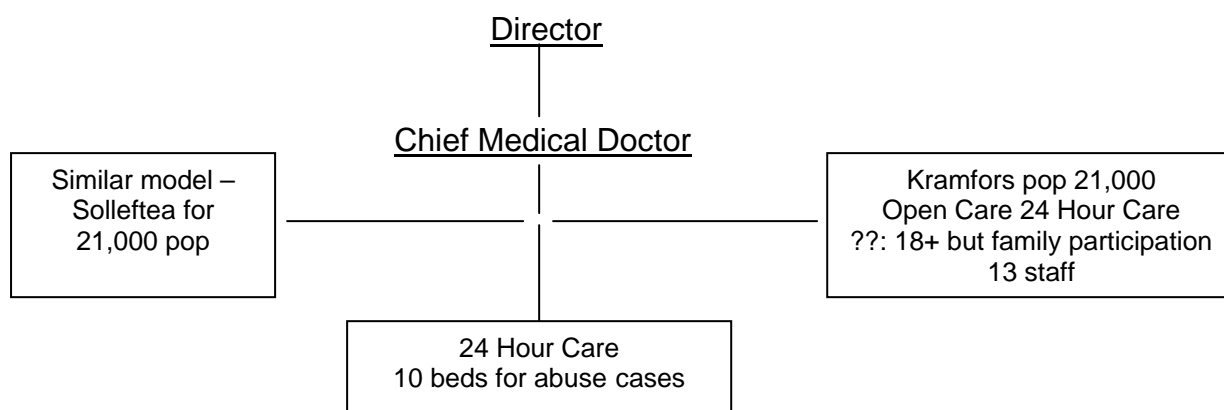 Director
Chief Medical Doctor
Similar model –
Solleftea for
21,000 pop
Kramfors pop 21,000
Open Care 24 Hour Care
??: 18+ but family participation
13 staff
24 Hour Care
10 beds for abuse cases